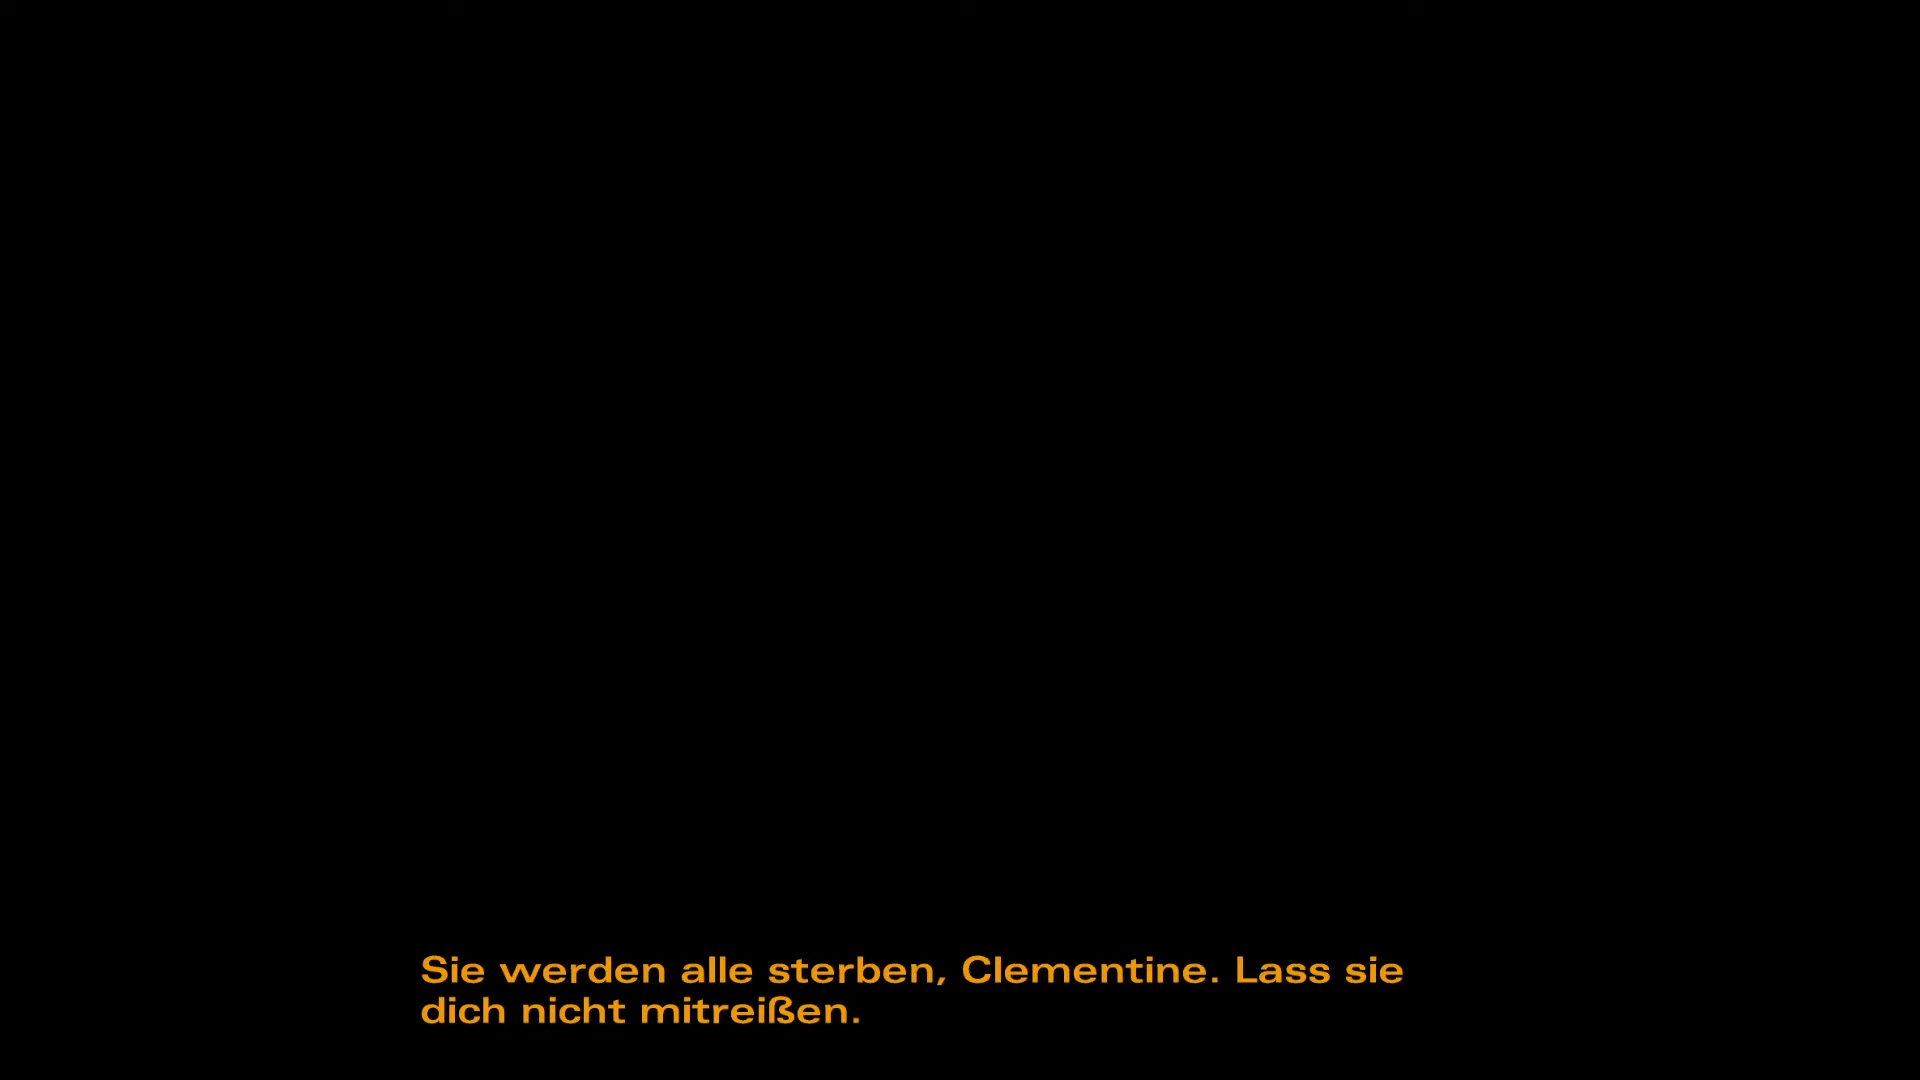 Sie werden alle sterben, Clementine. Lass sie
dich nicht mitreißen.